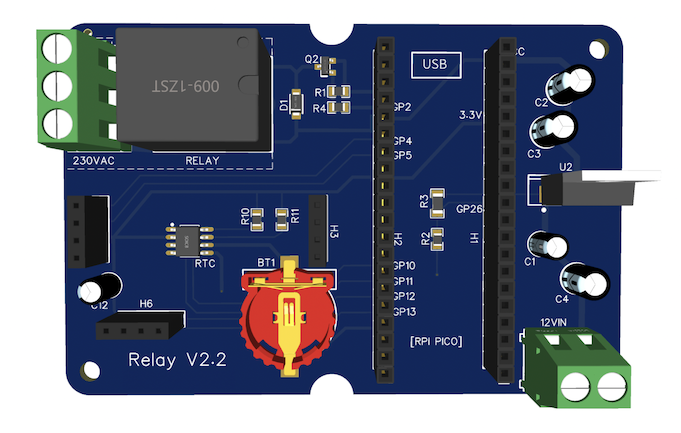 Q2
USB
CC
009-1ZST
D1
R1
R4
GP2
3.3V
C2
C3
GP4
GP5
230VAC
RELAY
U2
R10
R11
H3
R3
GP26
R2
H2
H1
RTC
BT1
C1
GP10
GP11
GP12
GP13
C4
C12
H6
12VIN
Relay V2.2
[RPI PICO]